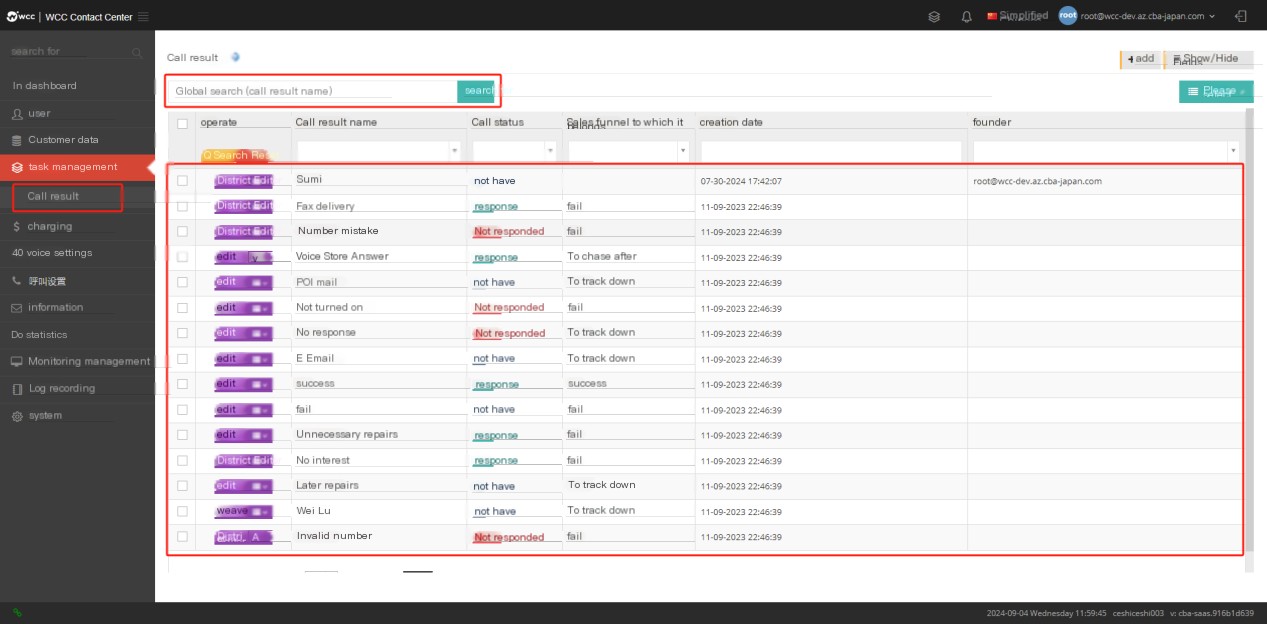 wcc | WCC Contact Center
Simplified root root@wcc-dev.az.cba-japan.com
search for
In dashboard
user
Customer data
task management
Call result
charging
40 voice settings
呼叫设置
information
Do statistics
Monitoring management
Log recording
system
Call result
+ add Show/Hide
Fields
Global search (call result name) search
Please
operate Call result name Call status Sales funnel to which it belongs creation date founder
Search Res
District Edit Sumi not have 07-30-2024 17:42:07 root@wcc-dev.az.cba-japan.com
District Edit Fax delivery response fail 11-09-2023 22:46:39
District Edit Number mistake Not responded fail 11-09-2023 22:46:39
edit Voice Store Answer response To chase after 11-09-2023 22:46:39
edit POI mail not have To track down 11-09-2023 22:46:39
edit Not turned on Not responded fail 11-09-2023 22:46:39
edit No response Not responded To track down 11-09-2023 22:46:39
edit E Email not have To track down 11-09-2023 22:46:39
edit success response success 11-09-2023 22:46:39
edit fail not have fail 11-09-2023 22:46:39
edit Unnecessary repairs response fail 11-09-2023 22:46:39
District Edit No interest response fail 11-09-2023 22:46:39
edit Later repairs not have To track down 11-09-2023 22:46:39
weave Wei Lu not have To track down 11-09-2023 22:46:39
Invalid number Not responded fail 11-09-2023 22:46:39
2024-09-04 Wednesday 11:59:45 ceshiceshi003 v: cba-saas.916b1d639